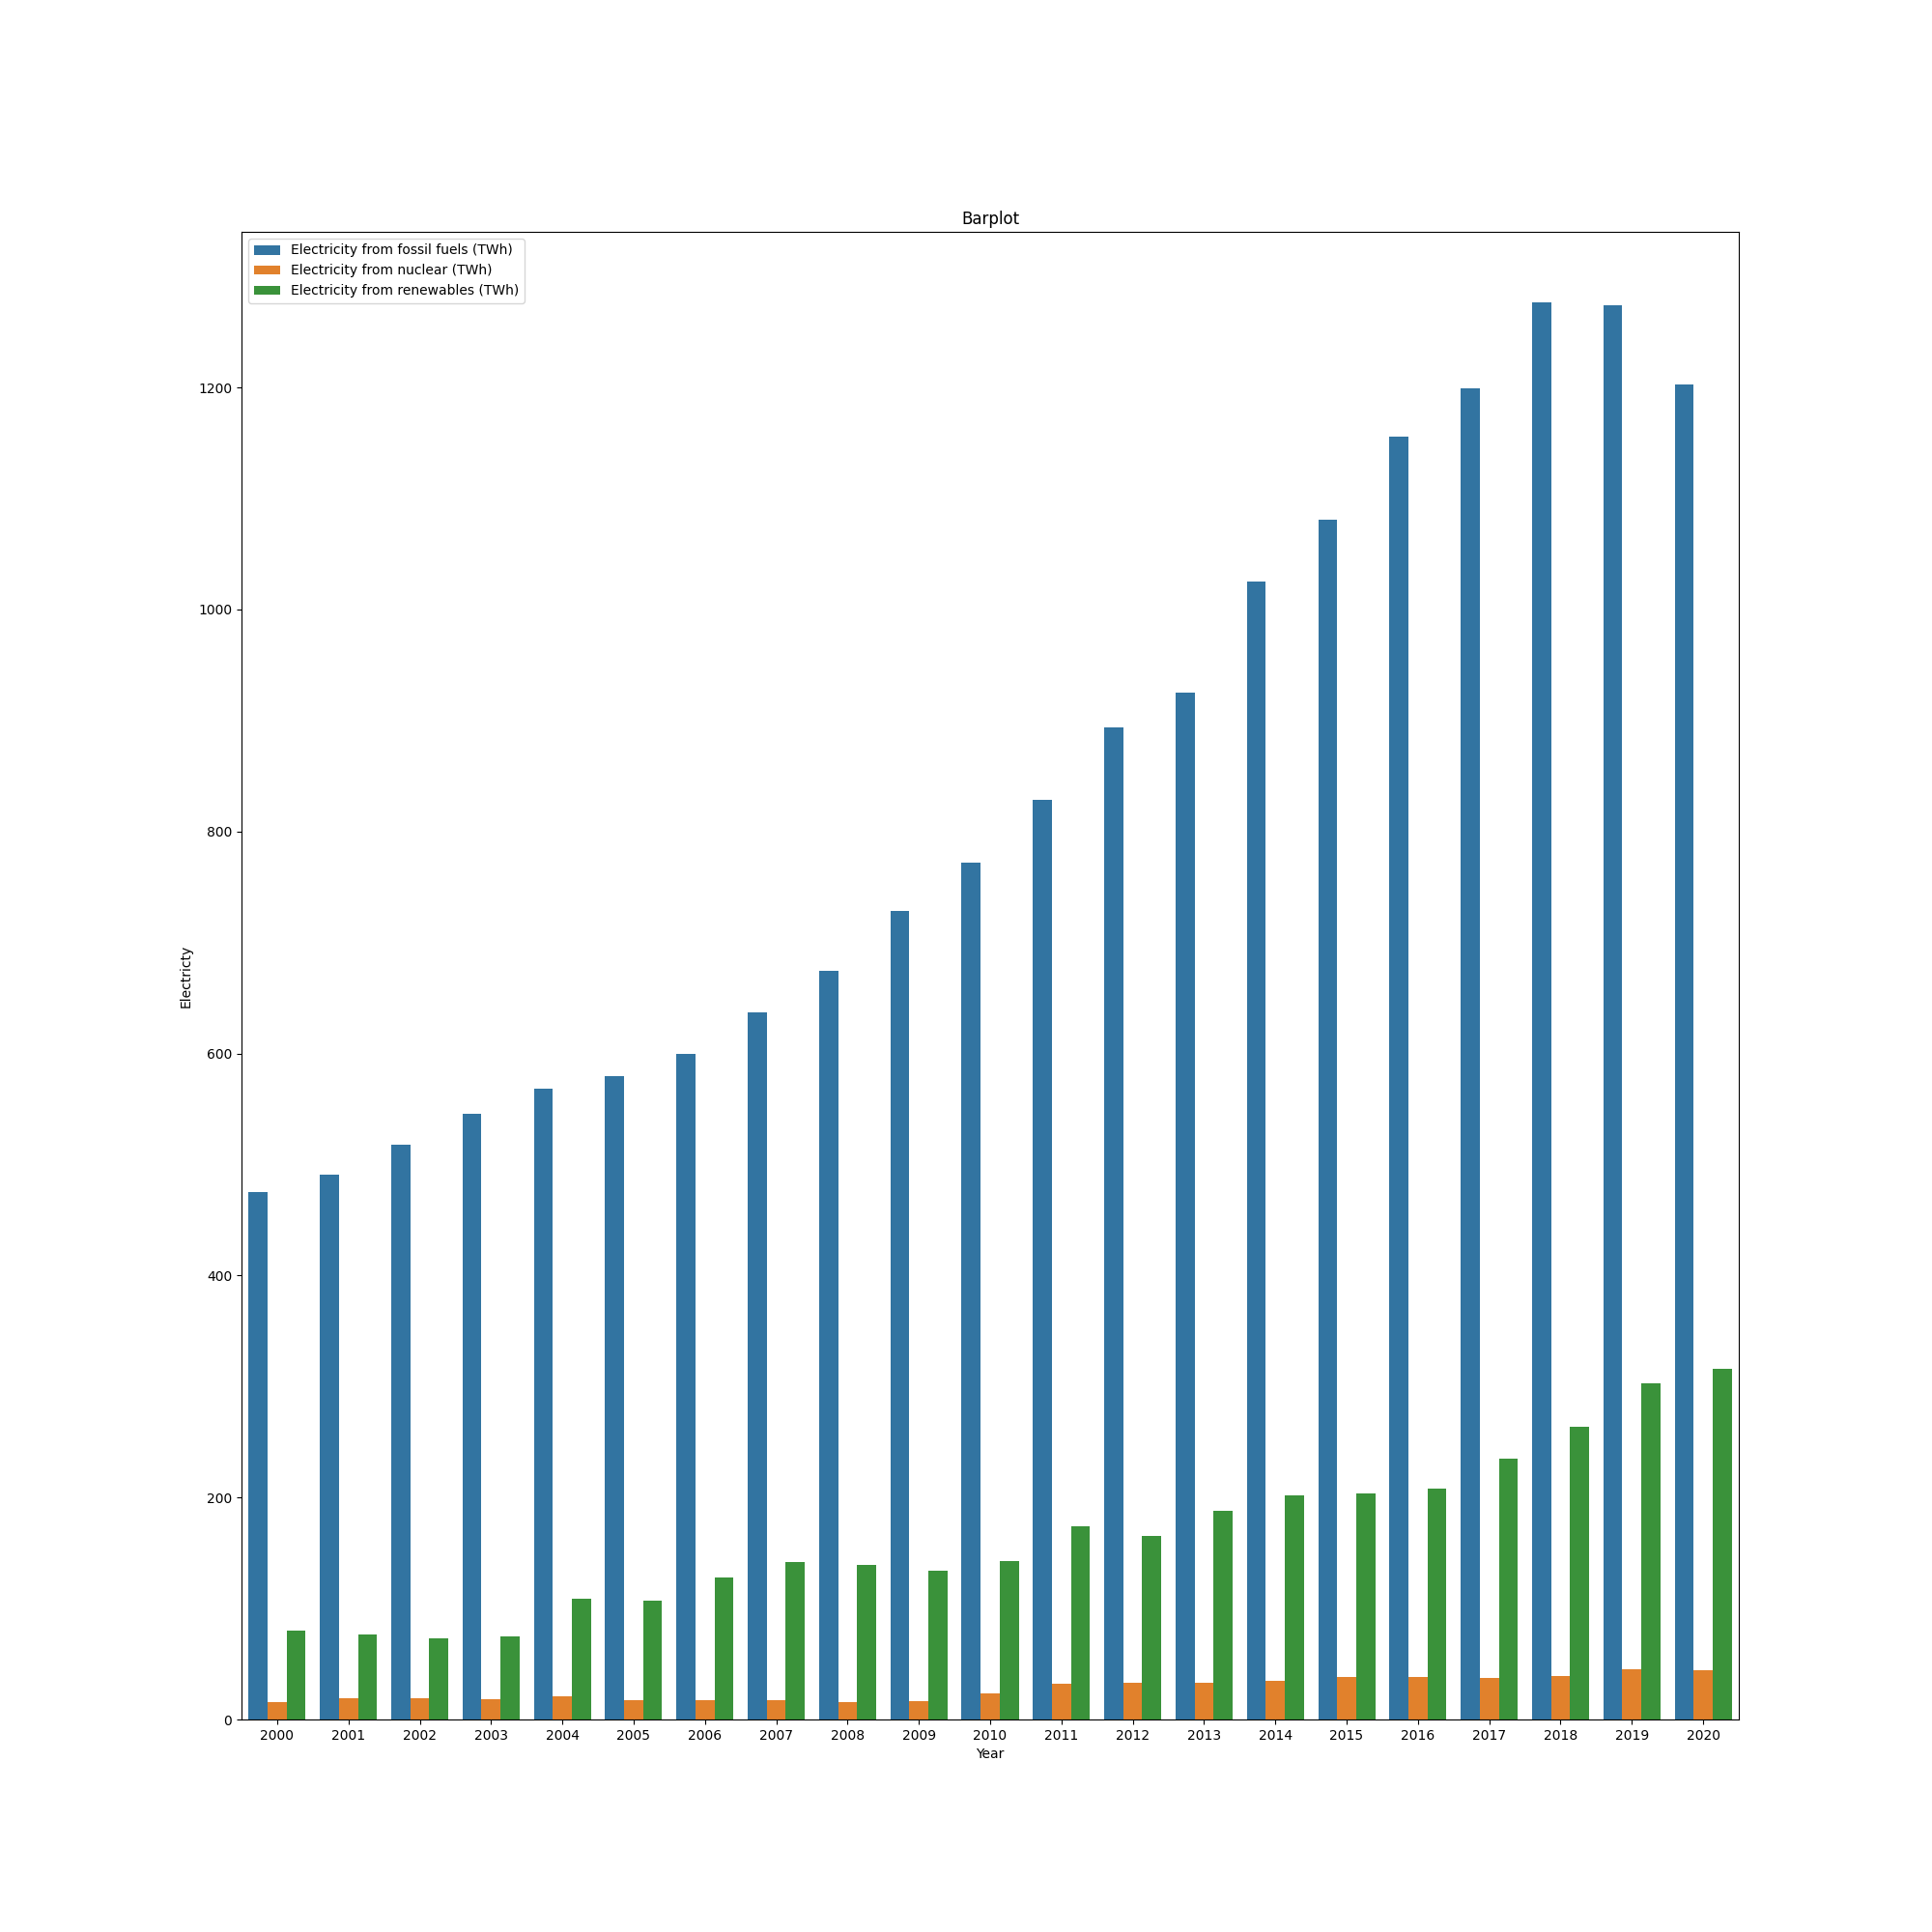 Barplot
Electricity from fossil fuels (TWh)
Electricity from nuclear (TWh)
Electricity from renewables (TWh)
1200
1000
800
600
400
200
0
Electricty
2000 2001 2002 2003 2004 2005 2006 2007 2008 2009 2010 2011 2012 2013 2014 2015 2016 2017 2018 2019 2020
Year